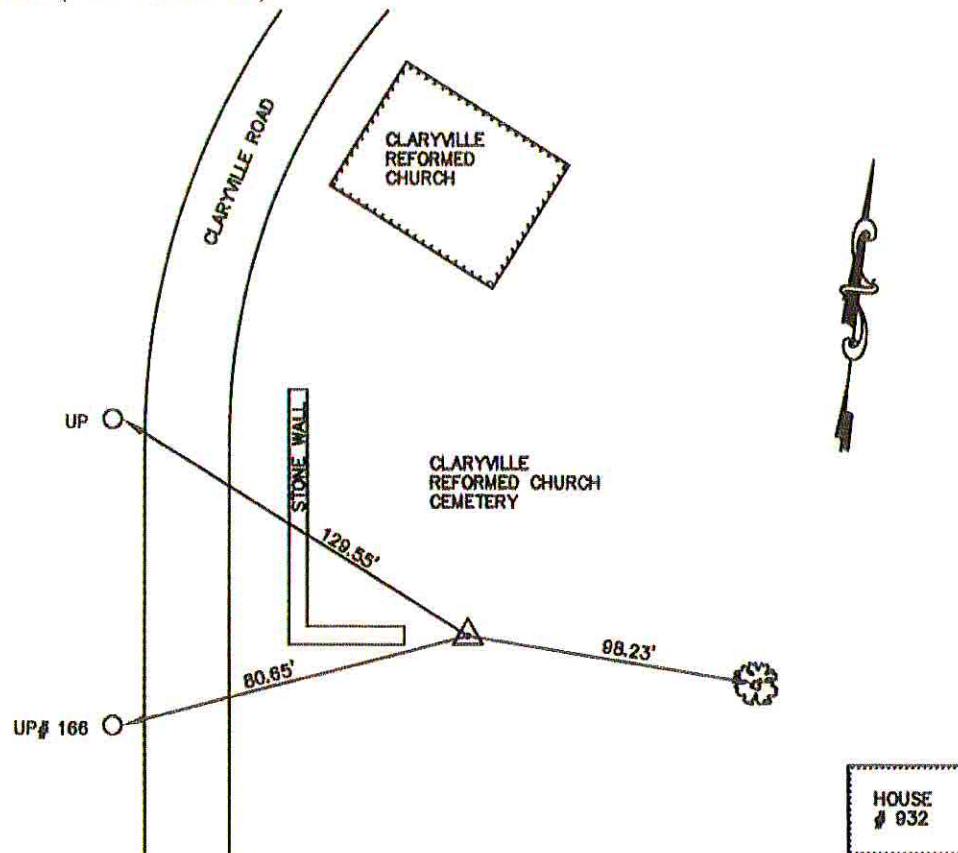 CLARYVILLE ROAD
CLARYVILLE
REFORMED
CHURCH
UP
STONE WALL
CLARYVILLE
REFORMED CHURCH
CEMETERY
129.55'
98.23'
80.65'
UP# 166
HOUSE
# 932